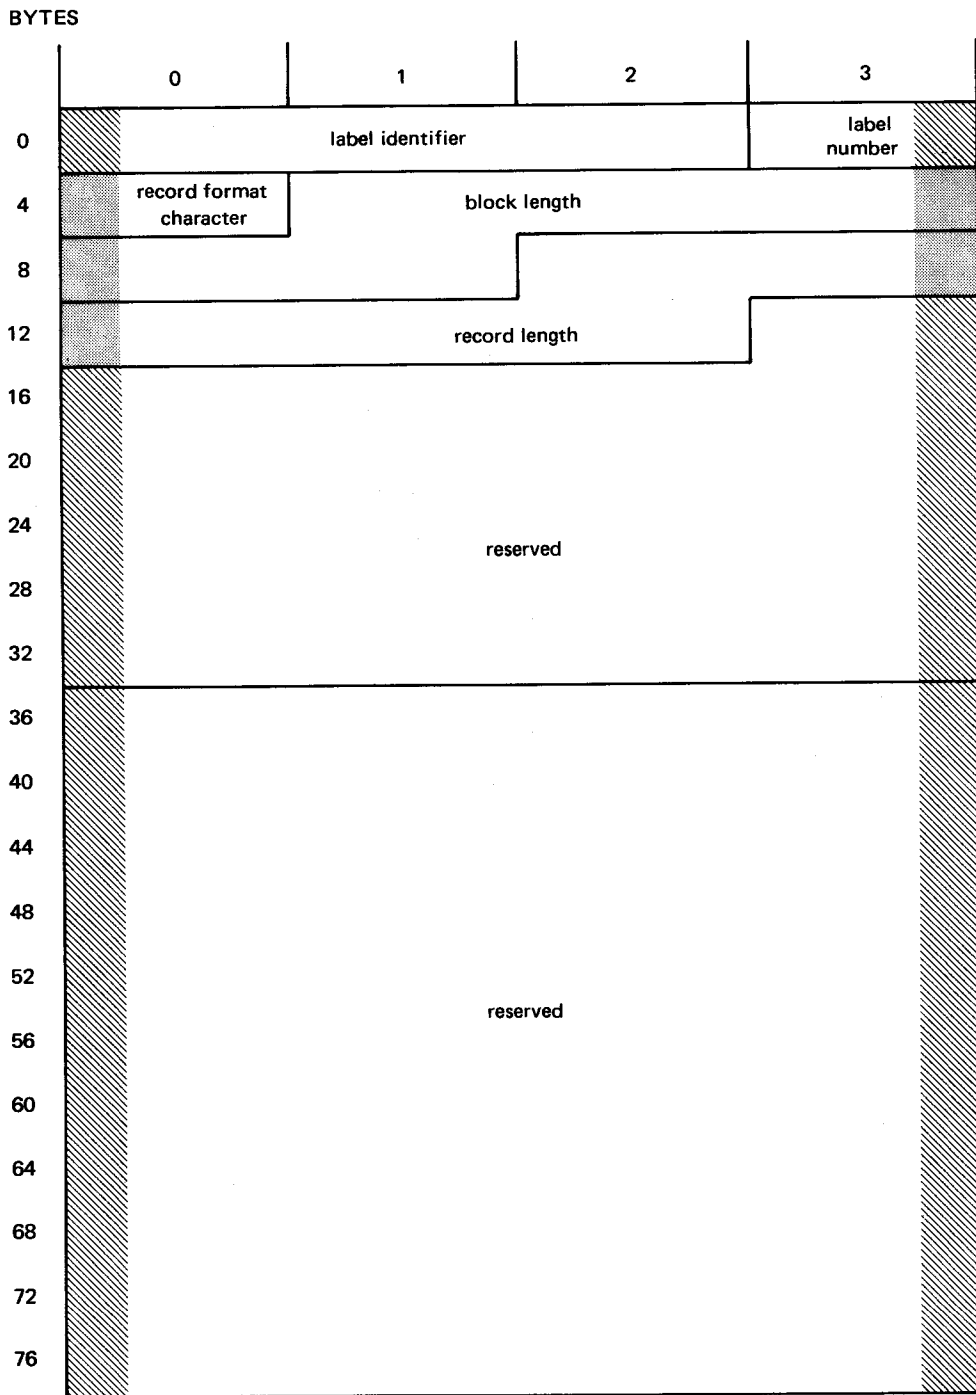 BYTES
0 1 2 3
0 label identifier label
number
4 record format block length
character
8
12 record length
16
20
24
reserved
28
32
36
40
44
48
52
reserved
56
60
64
68
72
76